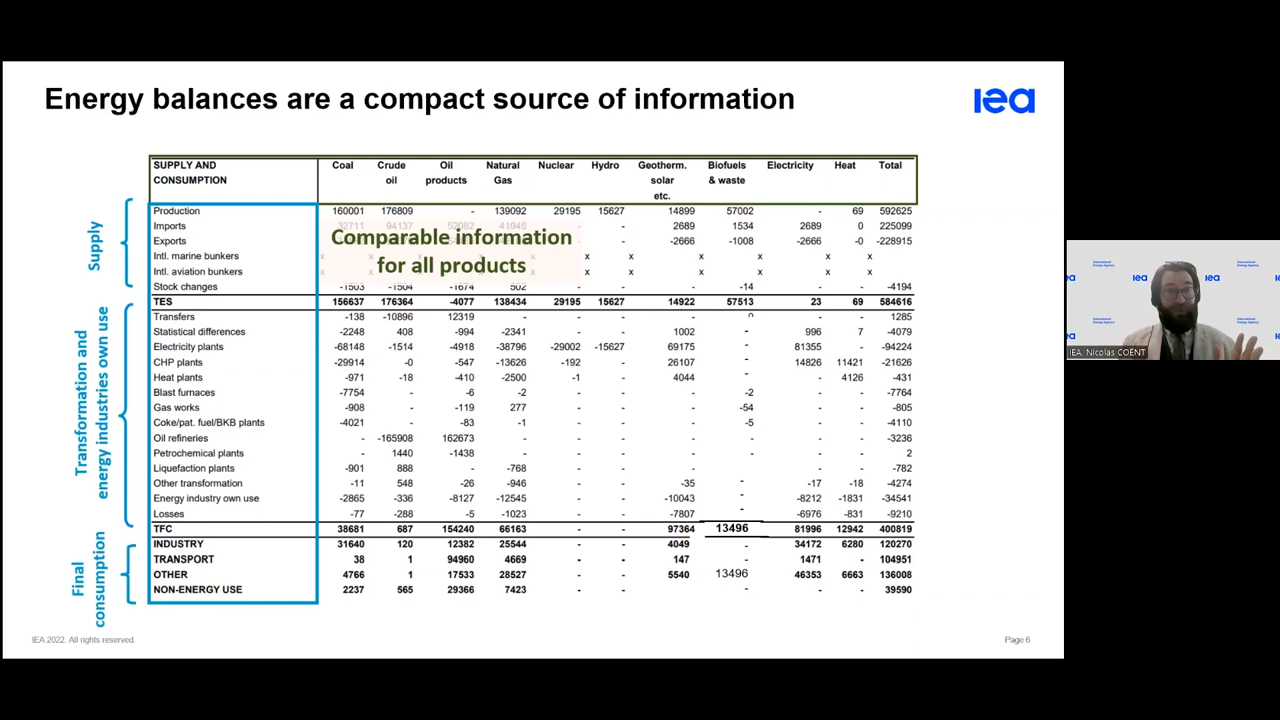 Energy balances are a compact source of information
iea
SUPPLY AND CONSUMPTION Coal Crude oil Oil products Natural Gas Nuclear Hydro Geotherm. solar etc. Biofuels & waste Electricity Heat Total
Supply
Production 160001 176809 - 139092 29195 15627 14899 57002 - 69 592625
Imports 32711 94137 52082 41946 - 2689 1534 2689 0 225099
Exports - -2666 -1008 -2666 -0 -228915
Comparable information
for all products
Intl. marine bunkers x x x x x x x
Intl. aviation bunkers x x x x x x x
Stock changes -1503 -1504 -1674 502 - - - -14 - - -4194
TES 156637 176364 -4077 138434 29195 15627 14922 57513 23 69 584616
Transformation and
energy industries own use
Transfers -138 -10896 12319 - - - - 0 - - 1285
Statistical differences -2248 408 -994 -2341 - - 1002 - 996 7 -4079
Electricity plants -68148 -1514 -4918 -38796 -29002 -15627 69175 - 81355 - -94224
CHP plants -29914 -0 -547 -13626 -192 - 26107 - 14826 11421 -21626
Heat plants -971 -18 -410 -2500 -1 - 4044 - - 4126 -431
Blast furnaces -7754 - -6 -2 - - - -2 - - -7764
Gas works -908 - -119 277 - - - -54 - - -805
Coke/pat. fuel/BKB plants -4021 - -83 -1 - - - -5 - - -4110
Oil refineries - -165908 162673 - - - - - - - -3236
Petrochemical plants - 1440 -1438 - - - - - - - 2
Liquefaction plants -901 888 - -768 - - - - - - -782
Other transformation -11 548 -26 -946 - - -35 - -17 -18 -4274
Energy industry own use -2865 -336 -8127 -12545 - - -10043 - -8212 -1831 -34541
Losses -77 -288 -5 -1023 - - -7807 - -6976 -831 -9210
TFC 38681 687 154240 66163 - - 97364 13496 81996 12942 400819
Final
consumption
INDUSTRY 31640 120 12382 25544 - - 4049 - 34172 6280 120270
TRANSPORT 38 1 94960 4669 - - 147 - 1471 - 104951
OTHER 4766 1 17533 28527 - - 5540 13496 46353 6663 136008
NON-ENERGY USE 2237 565 29366 7423 - - - - - - 39590
IEA 2022. All rights reserved.
Page 6
IEA, Nicolas COENT